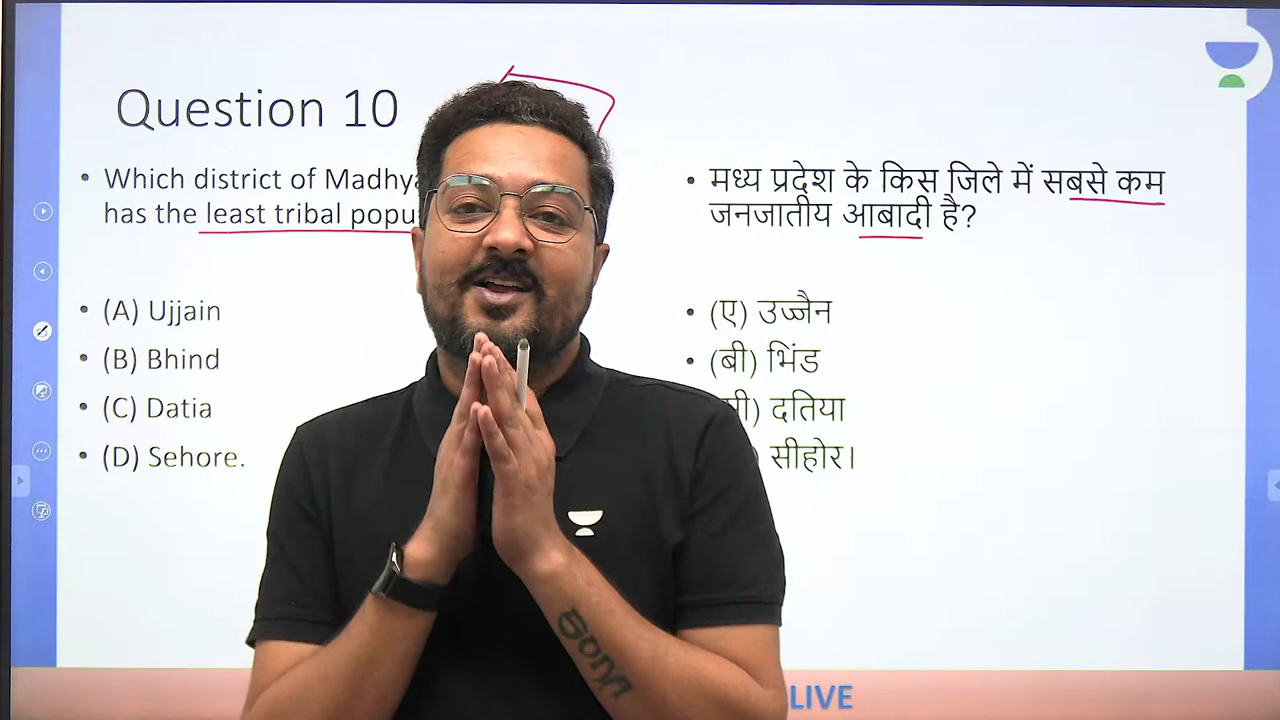 Question 10
Which district of Madhya
has the least tribal popu
(A) Ujjain
(B) Bhind
(C) Datia
(D) Sehore.
मध्य प्रदेश के किस जिले में सबसे कम
जनजातीय आबादी है?
(ए) उज्जैन
(बी) भिंड
दतिया
सीहोर।
LIVE